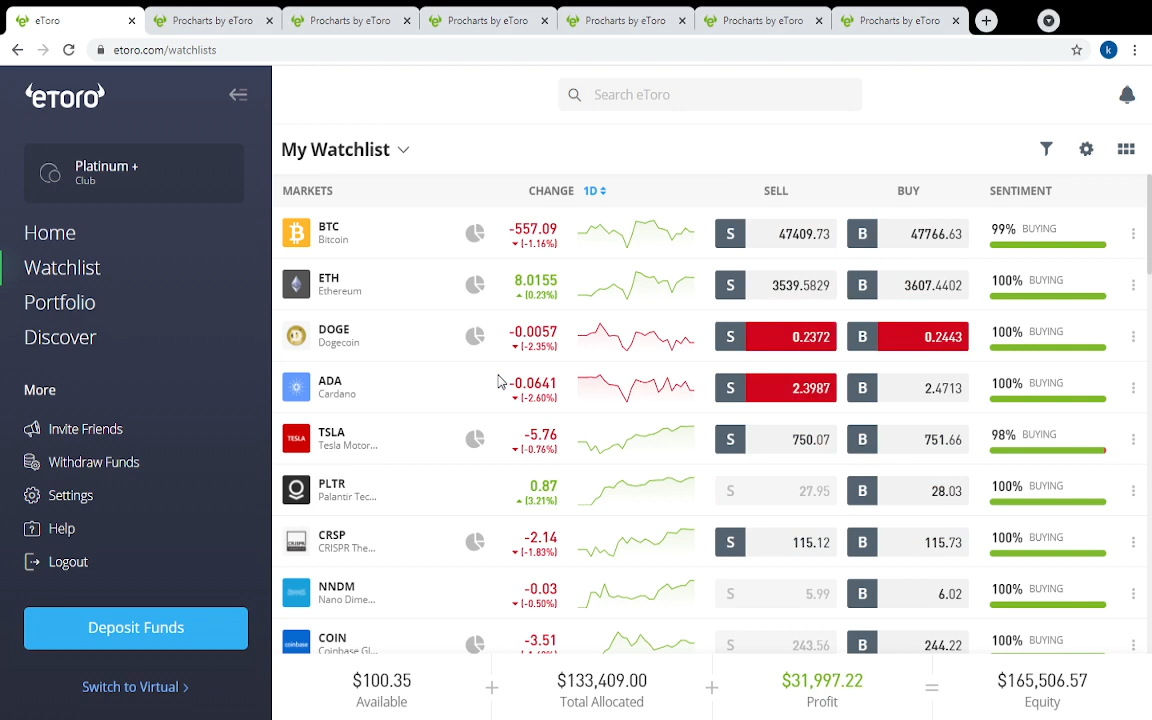 eToro
Procharts by eToro
Procharts by eToro
Procharts by eToro
Procharts by eToro
Procharts by eToro
Procharts by eToro
etoro.com/watchlists
k
eToro
Search eToro
Platinum +
Club
Home
Watchlist
Portfolio
Discover
More
Invite Friends
Withdraw Funds
Settings
Help
Logout
Deposit Funds
Switch to Virtual >
My Watchlist
MARKETS CHANGE 1D SELL BUY SENTIMENT
BTC
Bitcoin
-557.09
(-1.16%)
S 47409.73 B 47766.63
99% BUYING
ETH
Ethereum
8.0155
(0.23%)
S 3539.5829 B 3607.4402
100% BUYING
DOGE
Dogecoin
-0.0057
(-2.35%)
S 0.2372 B 0.2443
100% BUYING
ADA
Cardano
-0.0641
(-2.60%)
S 2.3987 B 2.4713
100% BUYING
TESLA
TSLA
Tesla Motor...
-5.76
(-0.76%)
S 750.07 B 751.66
98% BUYING
PLTR
Palantir Tec...
0.87
(3.21%)
S 27.95 B 28.03
100% BUYING
CRISPR
CRSP
CRISPR The...
-2.14
(-1.83%)
S 115.12 B 115.73
100% BUYING
NNDM
Nano Dime...
-0.03
(-0.50%)
S 5.99 B 6.02
100% BUYING
coinbase
COIN
Coinbase Gl...
-3.51
S 243.56 B 244.22
100% BUYING
$100.35 + $133,409.00 + $31,997.22 = $165,506.57
Available Total Allocated Profit Equity